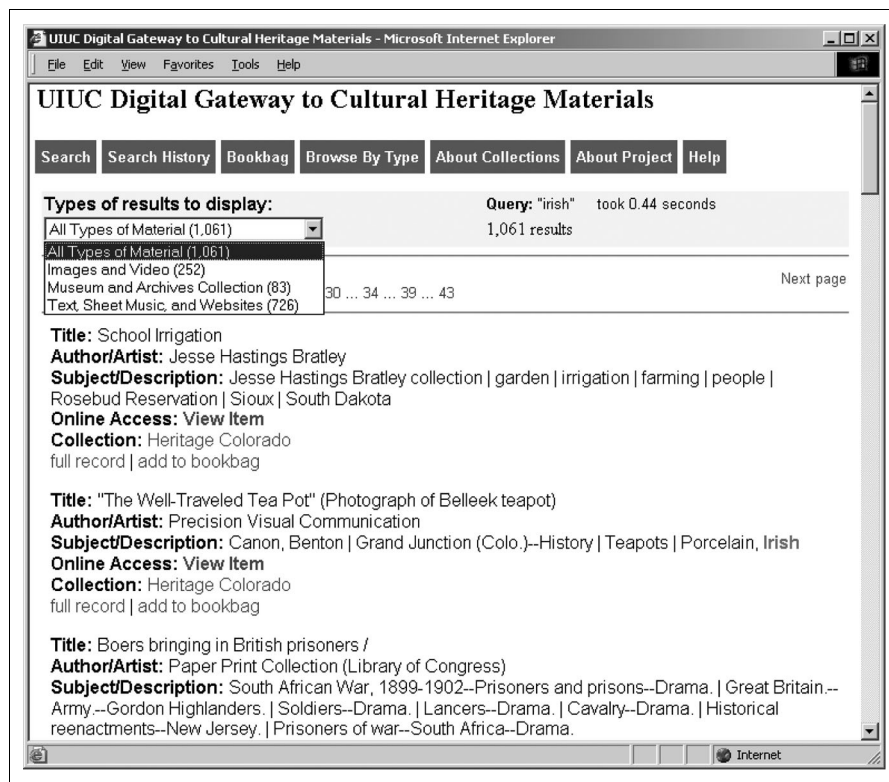 UIUC Digital Gateway to Cultural Heritage Materials - Microsoft Internet Explorer
File Edit View Favorites Tools Help
UIUC Digital Gateway to Cultural Heritage Materials
Search Search History Bookbag Browse By Type About Collections About Project Help
Types of results to display:
Query: "irish" took 0.44 seconds
All Types of Material (1,061)
1,061 results
All Types of Material (1,061)
Images and Video (252)
Museum and Archives Collection (83)
Text, Sheet Music, and Websites (726)
30 ... 34 ... 39 ... 43
Next page
Title: School Irrigation
Author/Artist: Jesse Hastings Bratley
Subject/Description: Jesse Hastings Bratley collection | garden | irrigation | farming | people |
Rosebud Reservation | Sioux | South Dakota
Online Access: View Item
Collection: Heritage Colorado
full record | add to bookbag
Title: "The Well-Traveled Tea Pot" (Photograph of Belleek teapot)
Author/Artist: Precision Visual Communication
Subject/Description: Canon, Benton | Grand Junction (Colo.)--History | Teapots | Porcelain, Irish
Online Access: View Item
Collection: Heritage Colorado
full record | add to bookbag
Title: Boers bringing in British prisoners /
Author/Artist: Paper Print Collection (Library of Congress)
Subject/Description: South African War, 1899-1902--Prisoners and prisons--Drama. | Great Britain.--
Army.--Gordon Highlanders. | Soldiers--Drama. | Lancers--Drama. | Cavalry--Drama. | Historical
reenactments--New Jersey. | Prisoners of war--South Africa--Drama.
Internet